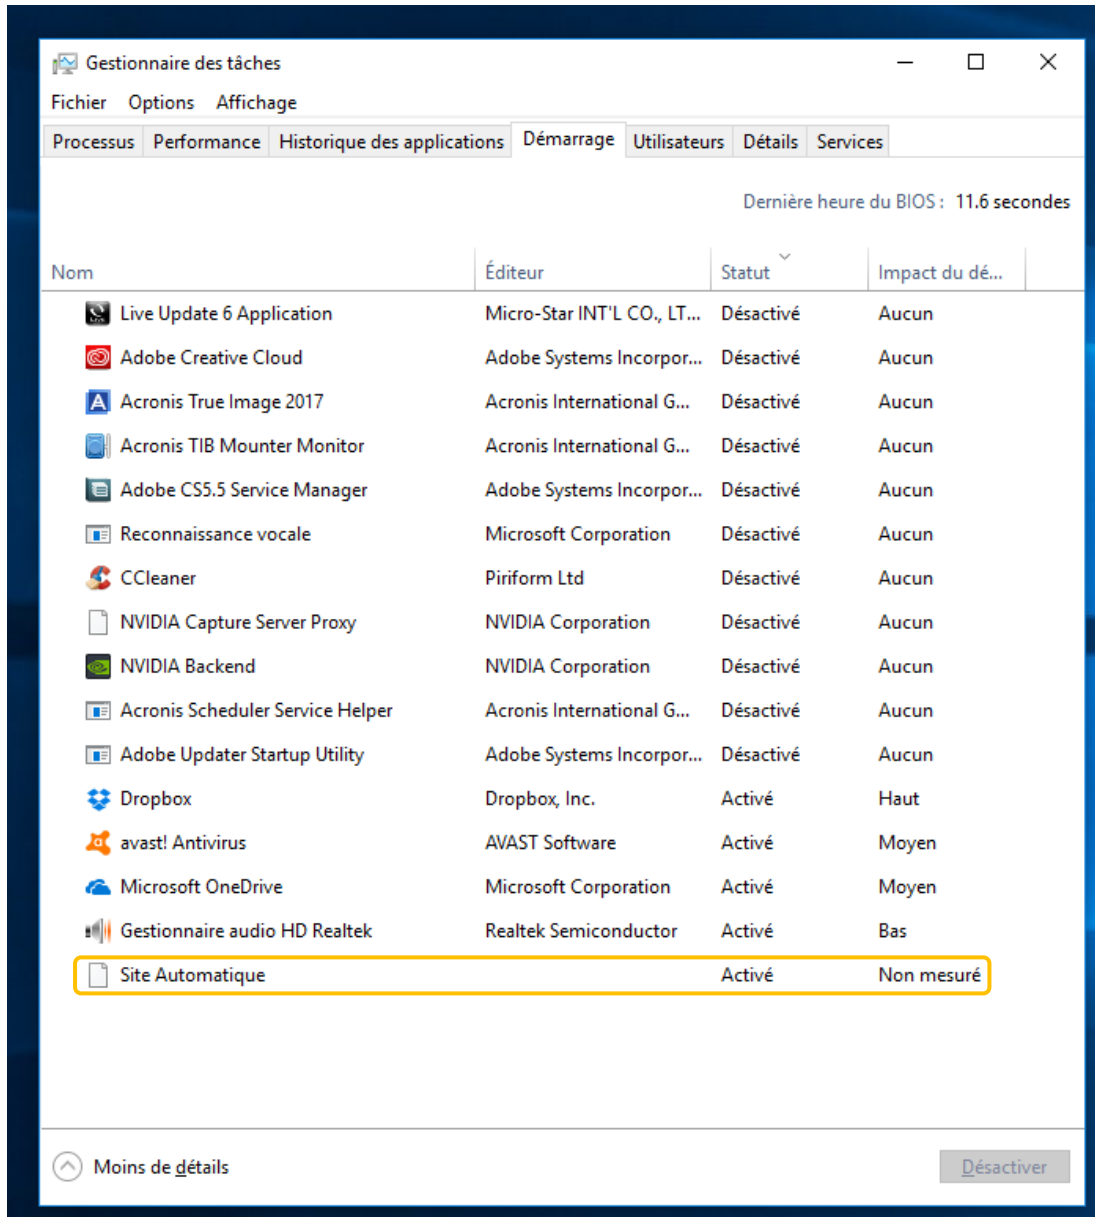 Gestionnaire des tâches
Fichier Options Affichage
Processus Performance Historique des applications Démarrage Utilisateurs Détails Services
Dernière heure du BIOS : 11.6 secondes
Nom Éditeur Statut Impact du dé...
Live Update 6 Application Micro-Star INT'L CO., LT... Désactivé Aucun
Adobe Creative Cloud Adobe Systems Incorpor... Désactivé Aucun
Acronis True Image 2017 Acronis International G... Désactivé Aucun
Acronis TIB Mounter Monitor Acronis International G... Désactivé Aucun
Adobe CS5.5 Service Manager Adobe Systems Incorpor... Désactivé Aucun
Reconnaissance vocale Microsoft Corporation Désactivé Aucun
CCleaner Piriform Ltd Désactivé Aucun
NVIDIA Capture Server Proxy NVIDIA Corporation Désactivé Aucun
NVIDIA Backend NVIDIA Corporation Désactivé Aucun
Acronis Scheduler Service Helper Acronis International G... Désactivé Aucun
Adobe Updater Startup Utility Adobe Systems Incorpor... Désactivé Aucun
Dropbox Dropbox, Inc. Activé Haut
avast! Antivirus AVAST Software Activé Moyen
Microsoft OneDrive Microsoft Corporation Activé Moyen
Gestionnaire audio HD Realtek Realtek Semiconductor Activé Bas
Site Automatique Activé Non mesuré
Moins de détails Désactiver